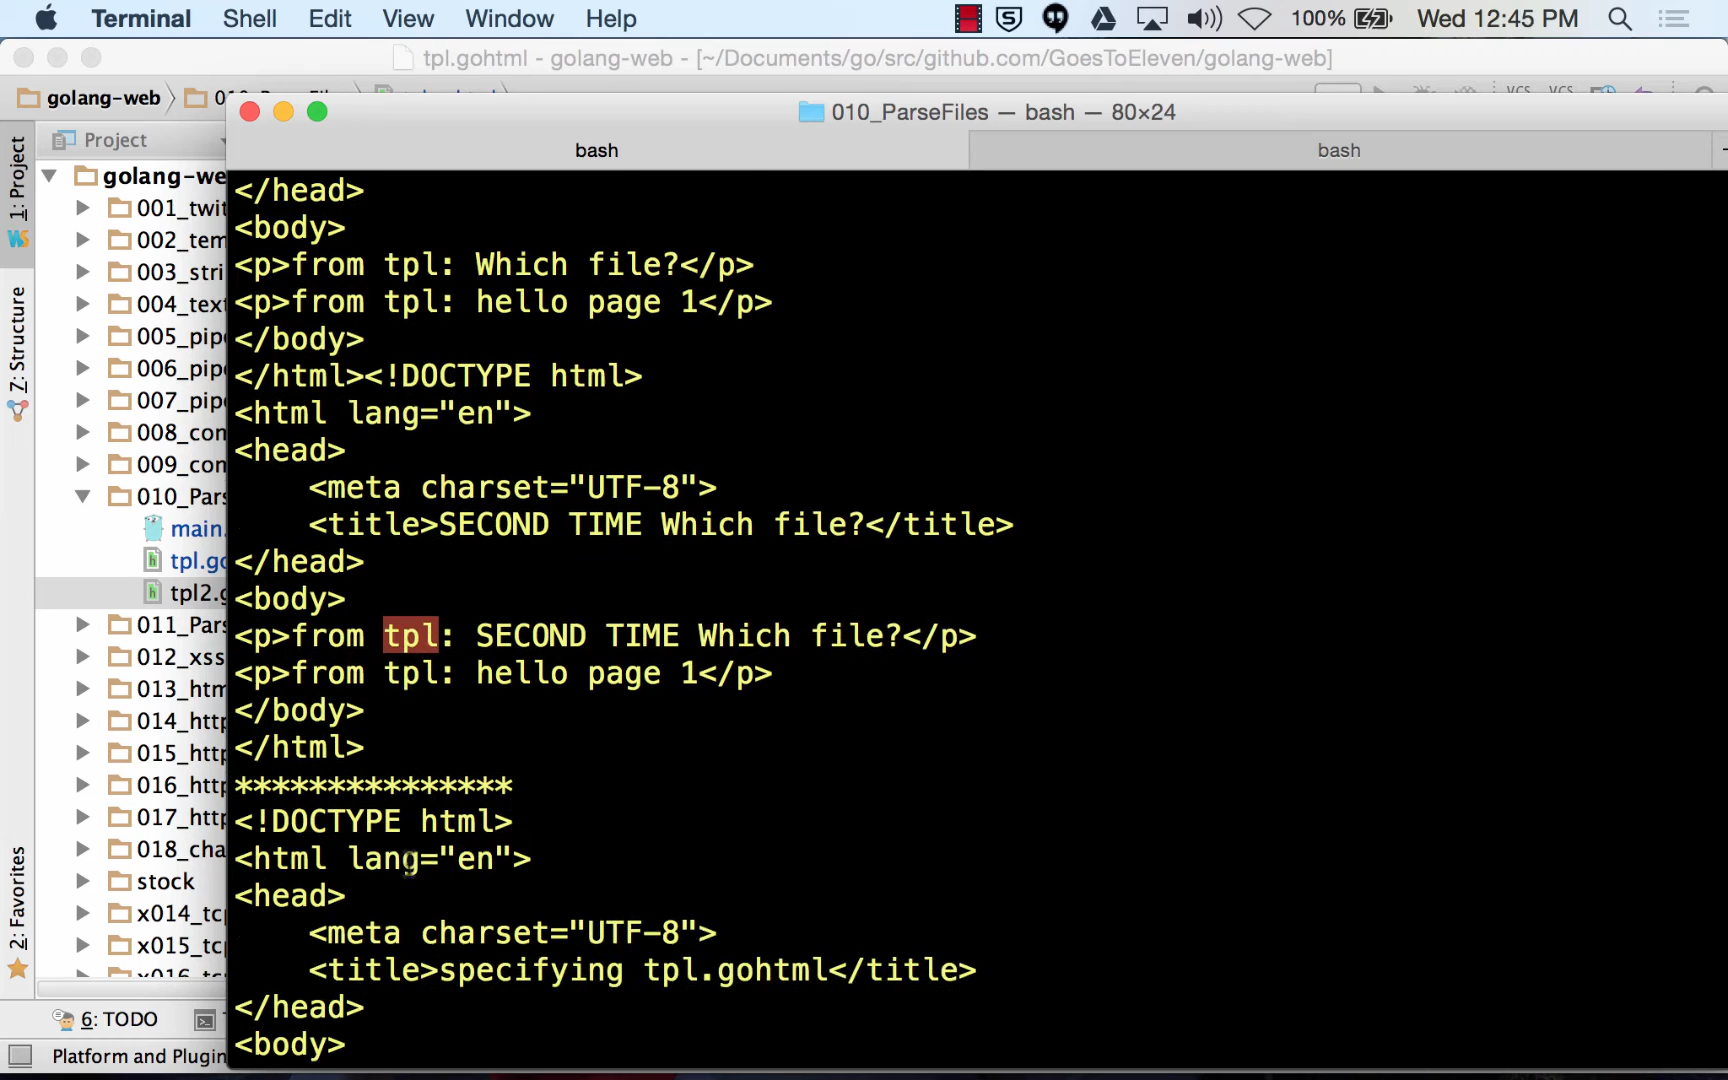 Terminal Shell Edit View Window Help 100% Wed 12:45 PM
tpl.gohtml - golang-web - [~/Documents/go/src/github.com/GoesToEleven/golang-web]
golang-web
010_ParseFiles — bash — 80×24
Project
bash bash
1: Project
Z: Structure
2: Favorites
golang-we
001_twit
002_tem
003_stri
004_text
005_pip
006_pip
007_pip
008_con
009_con
010_Pars
main.
tpl.go
tpl2.g
011_Pars
012_xss
013_htm
014_http
015_http
016_http
017_http
018_cha
stock
x014_tcp
x015_tcp
x016_tcp
6: TODO
Platform and Plugin
</head>
<body>
<p>from tpl: Which file?</p>
<p>from tpl: hello page 1</p>
</body>
</html><!DOCTYPE html>
<html lang="en">
<head>
<meta charset="UTF-8">
<title>SECOND TIME Which file?</title>
</head>
<body>
<p>from tpl: SECOND TIME Which file?</p>
<p>from tpl: hello page 1</p>
</body>
</html>
***************
<!DOCTYPE html>
<html lang="en">
<head>
<meta charset="UTF-8">
<title>specifying tpl.gohtml</title>
</head>
<body>